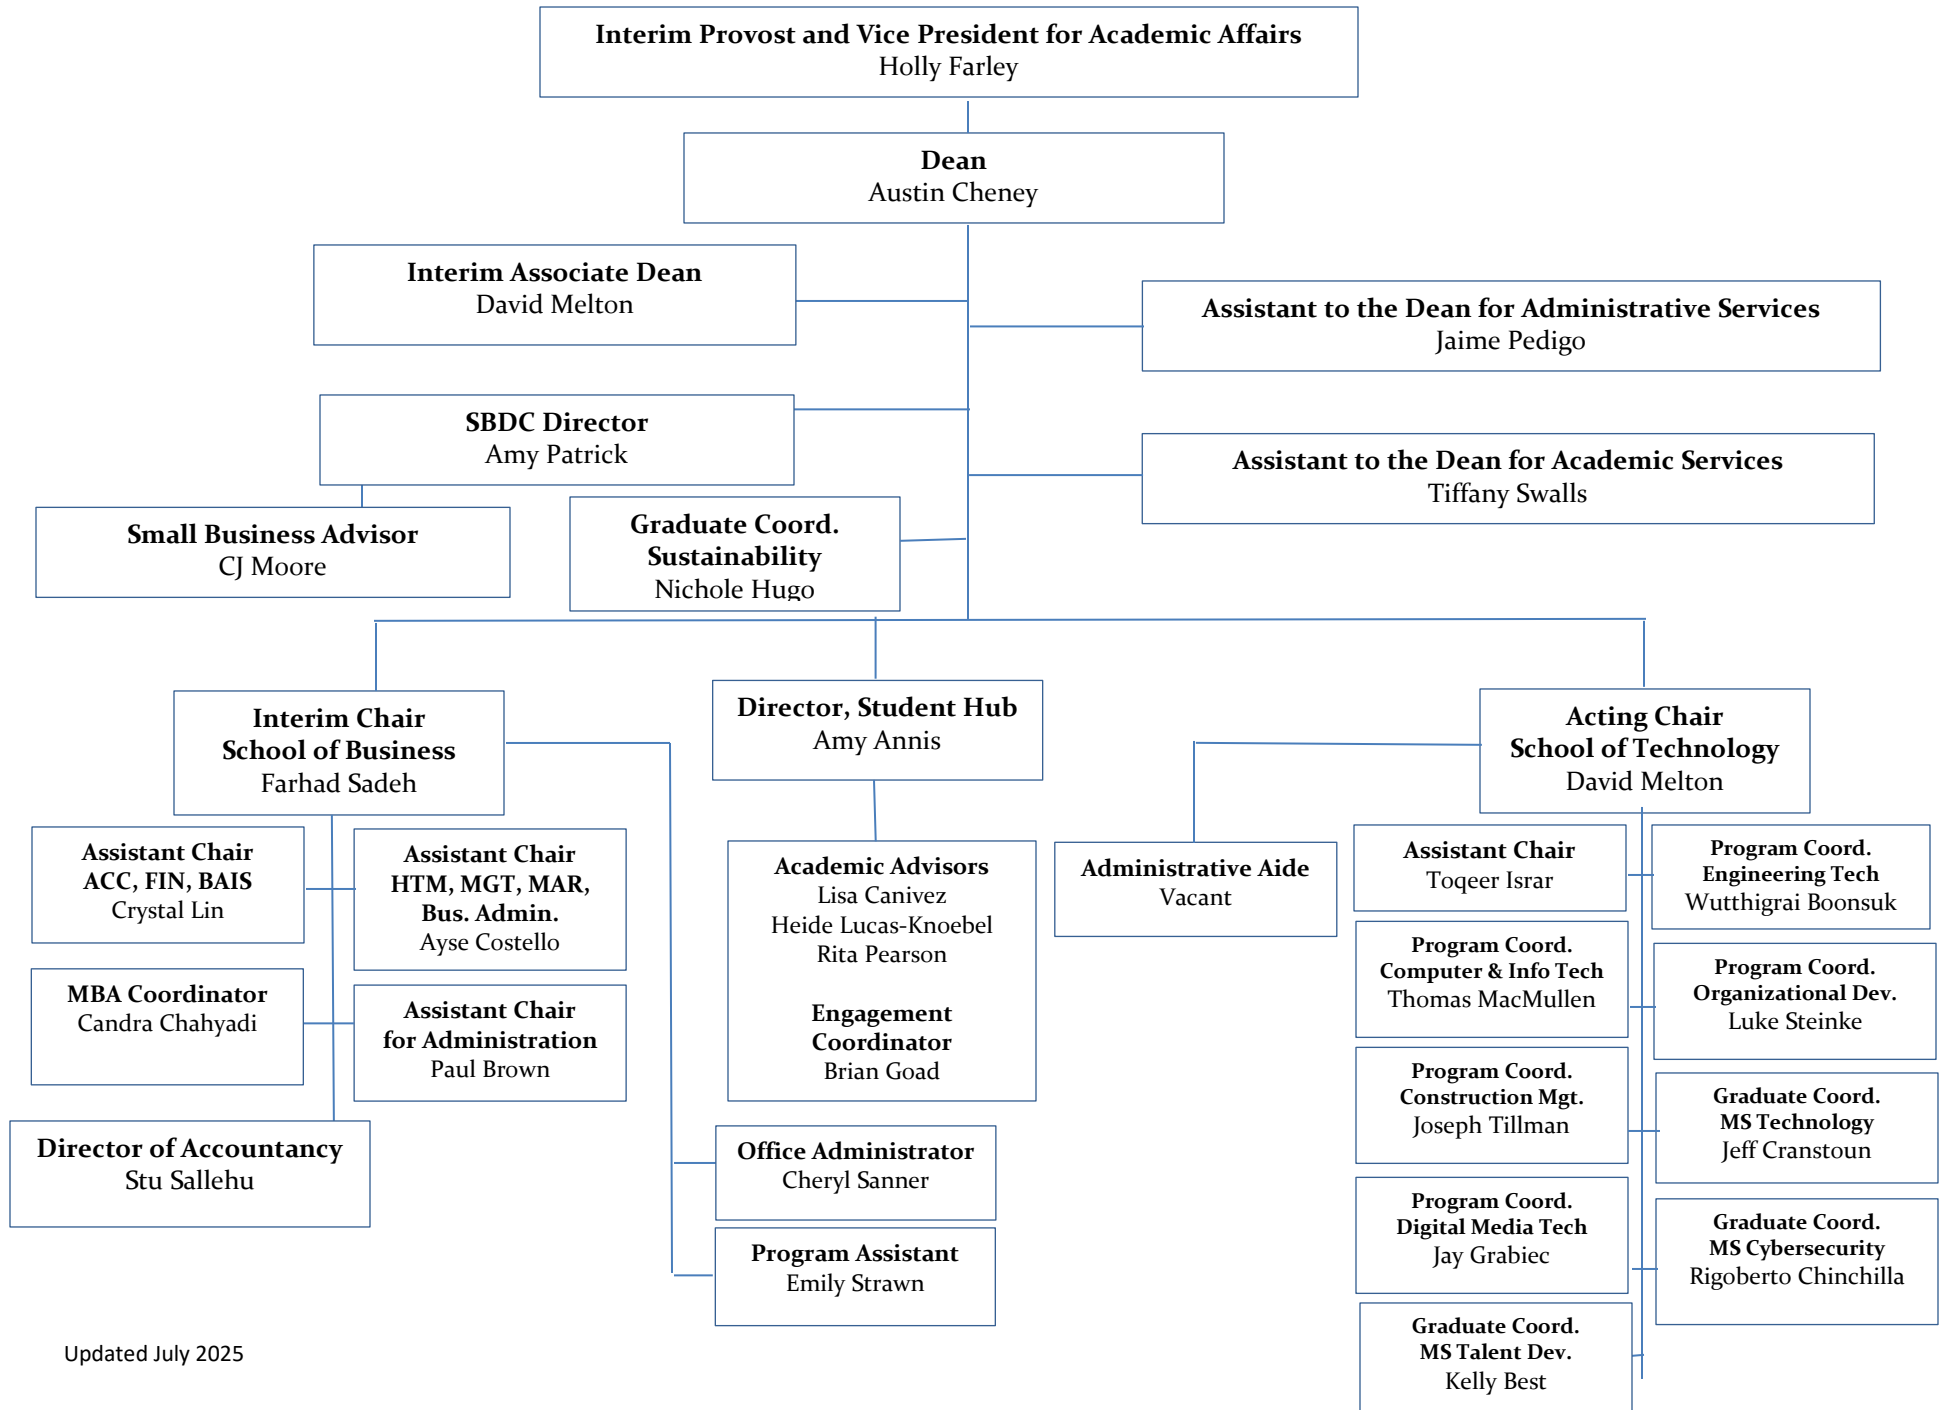 Interim Provost and Vice President for Academic Affairs
Holly Farley
Dean
Austin Cheney
Interim Associate Dean
David Melton
Assistant to the Dean for Administrative Services
Jaime Pedigo
SBDC Director
Amy Patrick
Assistant to the Dean for Academic Services
Tiffany Swalls
Small Business Advisor
CJ Moore
Graduate Coord.
Sustainability
Nichole Hugo
Interim Chair
School of Business
Farhad Sadeh
Director, Student Hub
Amy Annis
Acting Chair
School of Technology
David Melton
Assistant Chair
ACC, FIN, BAIS
Crystal Lin
Assistant Chair
HTM, MGT, MAR,
Bus. Admin.
Ayse Costello
MBA Coordinator
Candra Chahyadi
Assistant Chair
for Administration
Paul Brown
Director of Accountancy
Stu Sallehu
Academic Advisors
Lisa Canivez
Heide Lucas-Knoebel
Rita Pearson
Engagement
Coordinator
Brian Goad
Office Administrator
Cheryl Sanner
Program Assistant
Emily Strawn
Administrative Aide
Vacant
Assistant Chair
Toqeer Israr
Program Coord.
Engineering Tech
Wutthigrai Boonsuk
Program Coord.
Computer & Info Tech
Thomas MacMullen
Program Coord.
Organizational Dev.
Luke Steinke
Program Coord.
Construction Mgt.
Joseph Tillman
Graduate Coord.
MS Technology
Jeff Cranstoun
Program Coord.
Digital Media Tech
Jay Grabiec
Graduate Coord.
MS Cybersecurity
Rigoberto Chinchilla
Graduate Coord.
MS Talent Dev.
Kelly Best
Updated July 2025